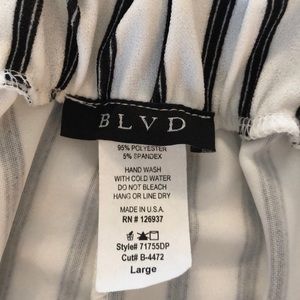 BLVD
95% POLYESTER
5% SPANDEX
HAND WASH
WITH COLD WATER
DO NOT BLEACH
HANG OR LINE DRY
MADE IN U.S.A.
RN # 126937
Style# 71755DP
Cut# B-4472
Large